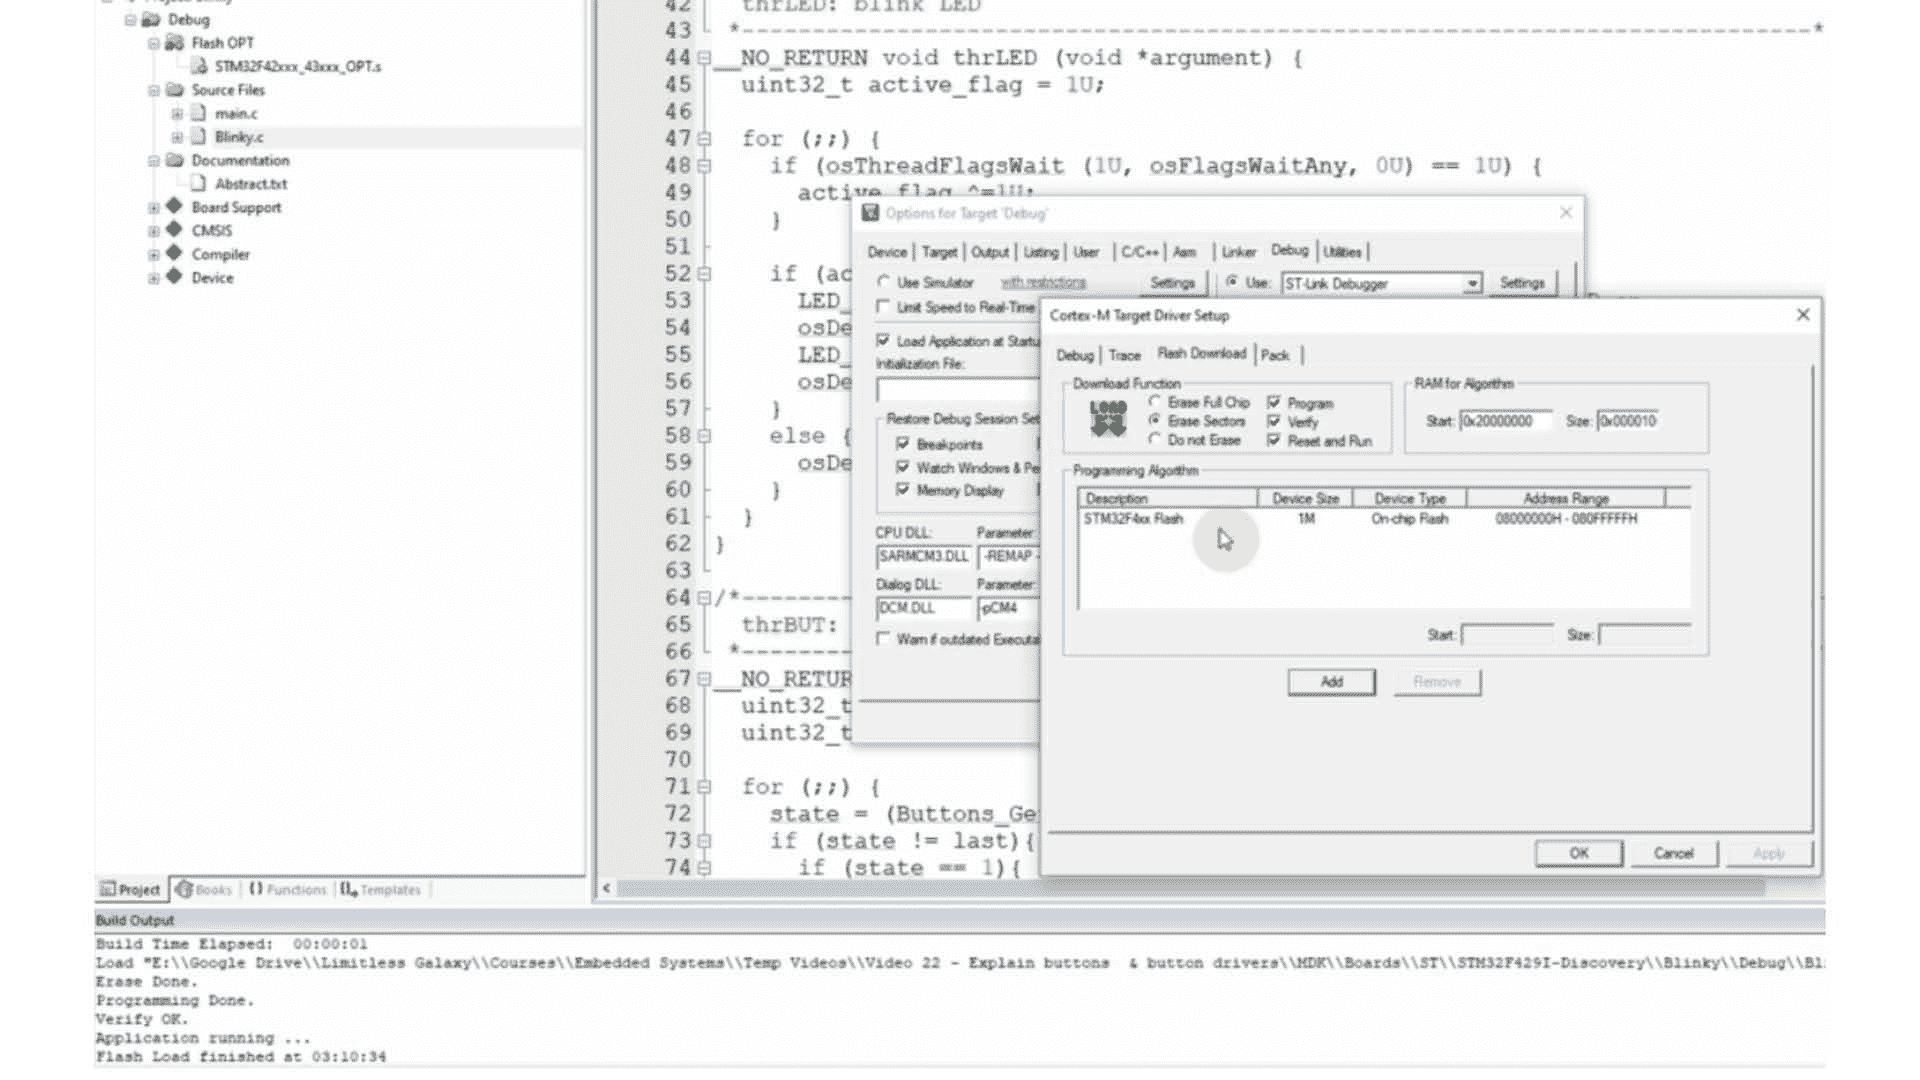 Debug
Flash OPT
STM32F42xxx_43xxx_OPT.s
Source Files
main.c
Blinky.c
Documentation
Abstract.txt
Board Support
CMSIS
Compiler
Device
Project
Books
{} Functions
Templates
42 thrLED: blink LED
43 *---------------------------------------------------------------------------*
44 __NO_RETURN void thrLED (void *argument) {
45 uint32_t active_flag = 1U;
46
47 for (;;) {
48 if (osThreadFlagsWait (1U, osFlagsWaitAny, 0U) == 1U) {
49 active_flag ^=1U;
50 }
51
52 if (ac
53 LED_
54 osDe
55 LED_
56 osDe
57 }
58 else {
59 osDe
60 }
61 }
62 }
63
64 /*--------
65 thrBUT:
66 *--------
67 __NO_RETUR
68 uint32_t
69 uint32_t
70
71 for (;;) {
72 state = (Buttons_Ge
73 if (state != last){
74 if (state == 1){
Options for Target 'Debug'
Device Target Output Listing User C/C++ Asm Linker Debug Utilities
Use Simulator with restrictions Settings Use: ST-Link Debugger Settings
Limit Speed to Real-Time
Load Application at Startu
Initialization File:
Restore Debug Session Set
Breakpoints
Watch Windows & Pe
Memory Display
CPU DLL: Parameter:
SARMCM3.DLL -REMAP -
Dialog DLL: Parameter:
DCM.DLL -pCM4
Warn if outdated Executa
Cortex-M Target Driver Setup
Debug Trace Flash Download Pack
Download Function
LOAD
Erase Full Chip Program
Erase Sectors Verify
Do not Erase Reset and Run
RAM for Algorithm
Start: 0x20000000 Size: 0x000010
Programming Algorithm
Description Device Size Device Type Address Range
STM32F4xx Flash 1M On-chip Flash 08000000H - 080FFFFFH
Start: Size:
Add Remove
OK Cancel Apply
Build Output
Build Time Elapsed: 00:00:01
Load "E:\\Google Drive\\Limitless Galaxy\\Courses\\Embedded Systems\\Temp Videos\\Video 22 - Explain buttons & button drivers\\MDK\\Boards\\ST\\STM32F429I-Discovery\\Blinky\\Debug\\Bl
Erase Done.
Programming Done.
Verify OK.
Application running ...
Flash Load finished at 03:10:34